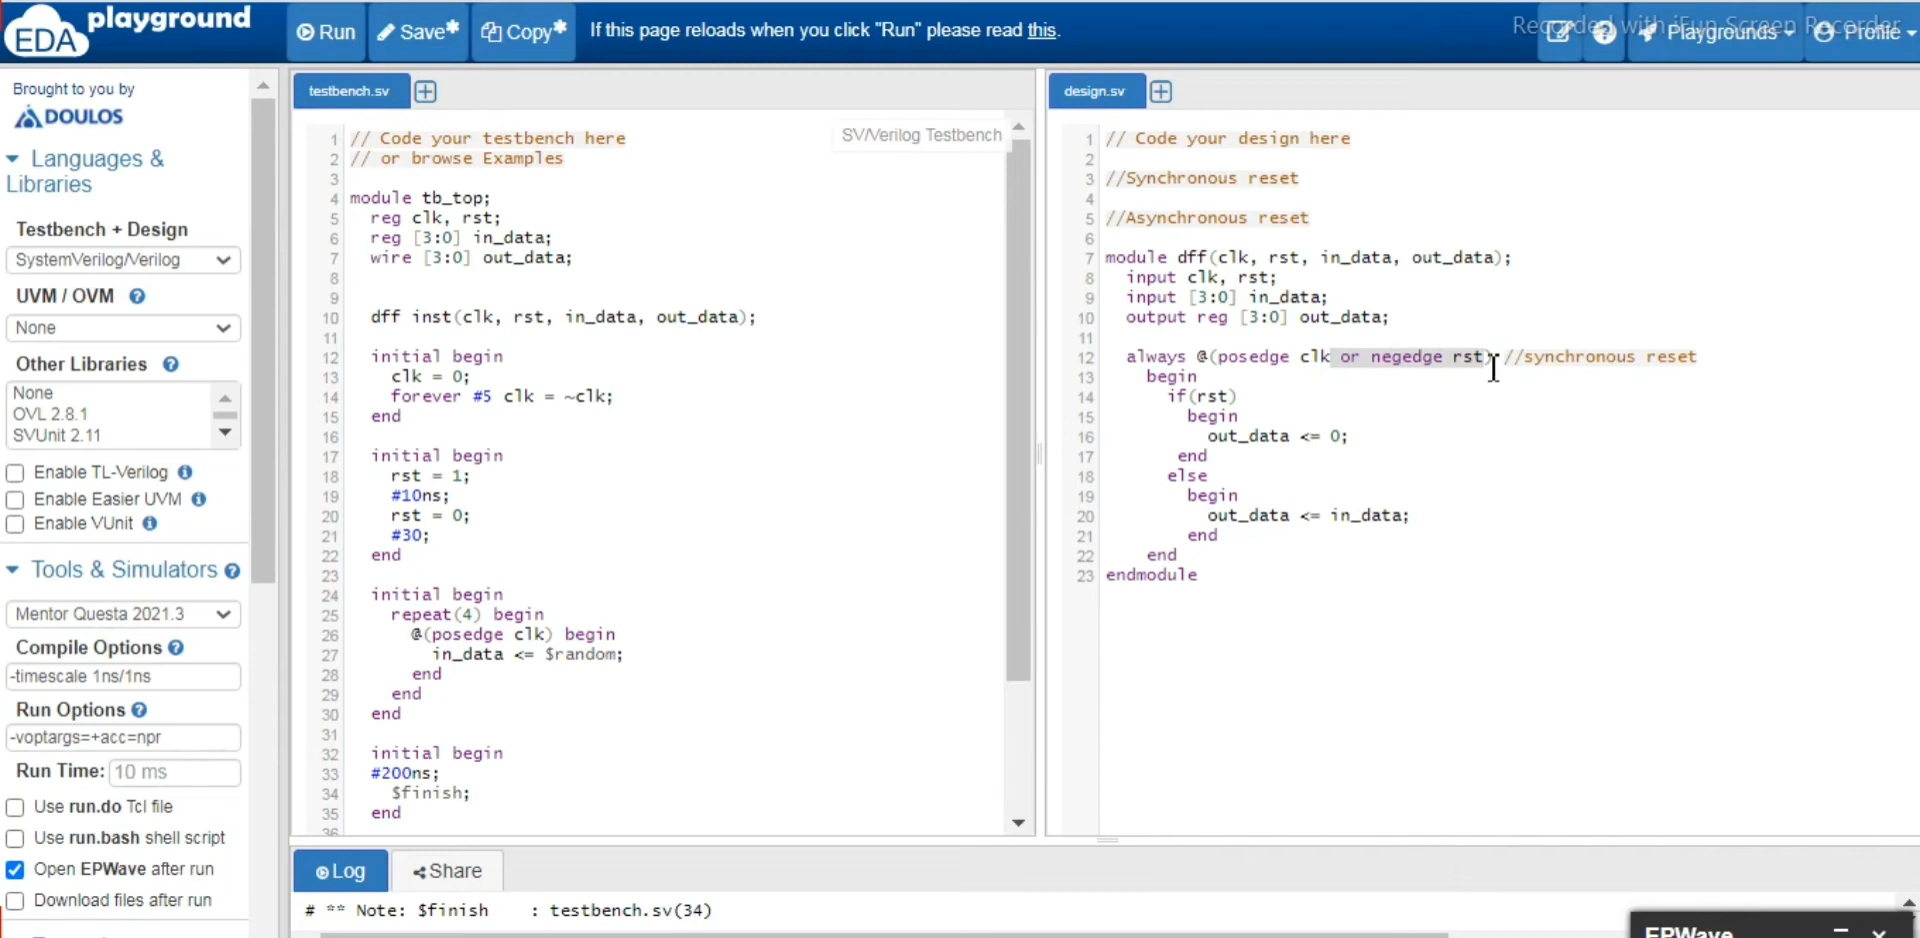 EDA playground
Run
Save*
Copy*
If this page reloads when you click "Run" please read this.
Recorded with iFun Screen Recorder
Playgrounds
Profile
Brought to you by
DOULOS
Languages &
Libraries
Testbench + Design
SystemVerilog/Verilog
UVM / OVM
None
Other Libraries
None
OVL 2.8.1
SVUnit 2.11
Enable TL-Verilog
Enable Easier UVM
Enable VUnit
Tools & Simulators
Mentor Questa 2021.3
Compile Options
-timescale 1ns/1ns
Run Options
-voptargs=+acc=npr
Run Time: 10 ms
Use run.do Tcl file
Use run.bash shell script
Open EPWave after run
Download files after run
testbench.sv
SV/Verilog Testbench
1 // Code your testbench here
2 // or browse Examples
3
4 module tb_top;
5 reg clk, rst;
6 reg [3:0] in_data;
7 wire [3:0] out_data;
8
9
10 dff inst(clk, rst, in_data, out_data);
11
12 initial begin
13 clk = 0;
14 forever #5 clk = ~clk;
15 end
16
17 initial begin
18 rst = 1;
19 #10ns;
20 rst = 0;
21 #30;
22 end
23
24 initial begin
25 repeat(4) begin
26 @(posedge clk) begin
27 in_data <= $random;
28 end
29 end
30 end
31
32 initial begin
33 #200ns;
34 $finish;
35 end
36
design.sv
1 // Code your design here
2
3 //Synchronous reset
4
5 //Asynchronous reset
6
7 module dff(clk, rst, in_data, out_data);
8 input clk, rst;
9 input [3:0] in_data;
10 output reg [3:0] out_data;
11
12 always @(posedge clk or negedge rst) //synchronous reset
13 begin
14 if(rst)
15 begin
16 out_data <= 0;
17 end
18 else
19 begin
20 out_data <= in_data;
21 end
22 end
23 endmodule
Log
Share
# ** Note: $finish : testbench.sv(34)
EPWave